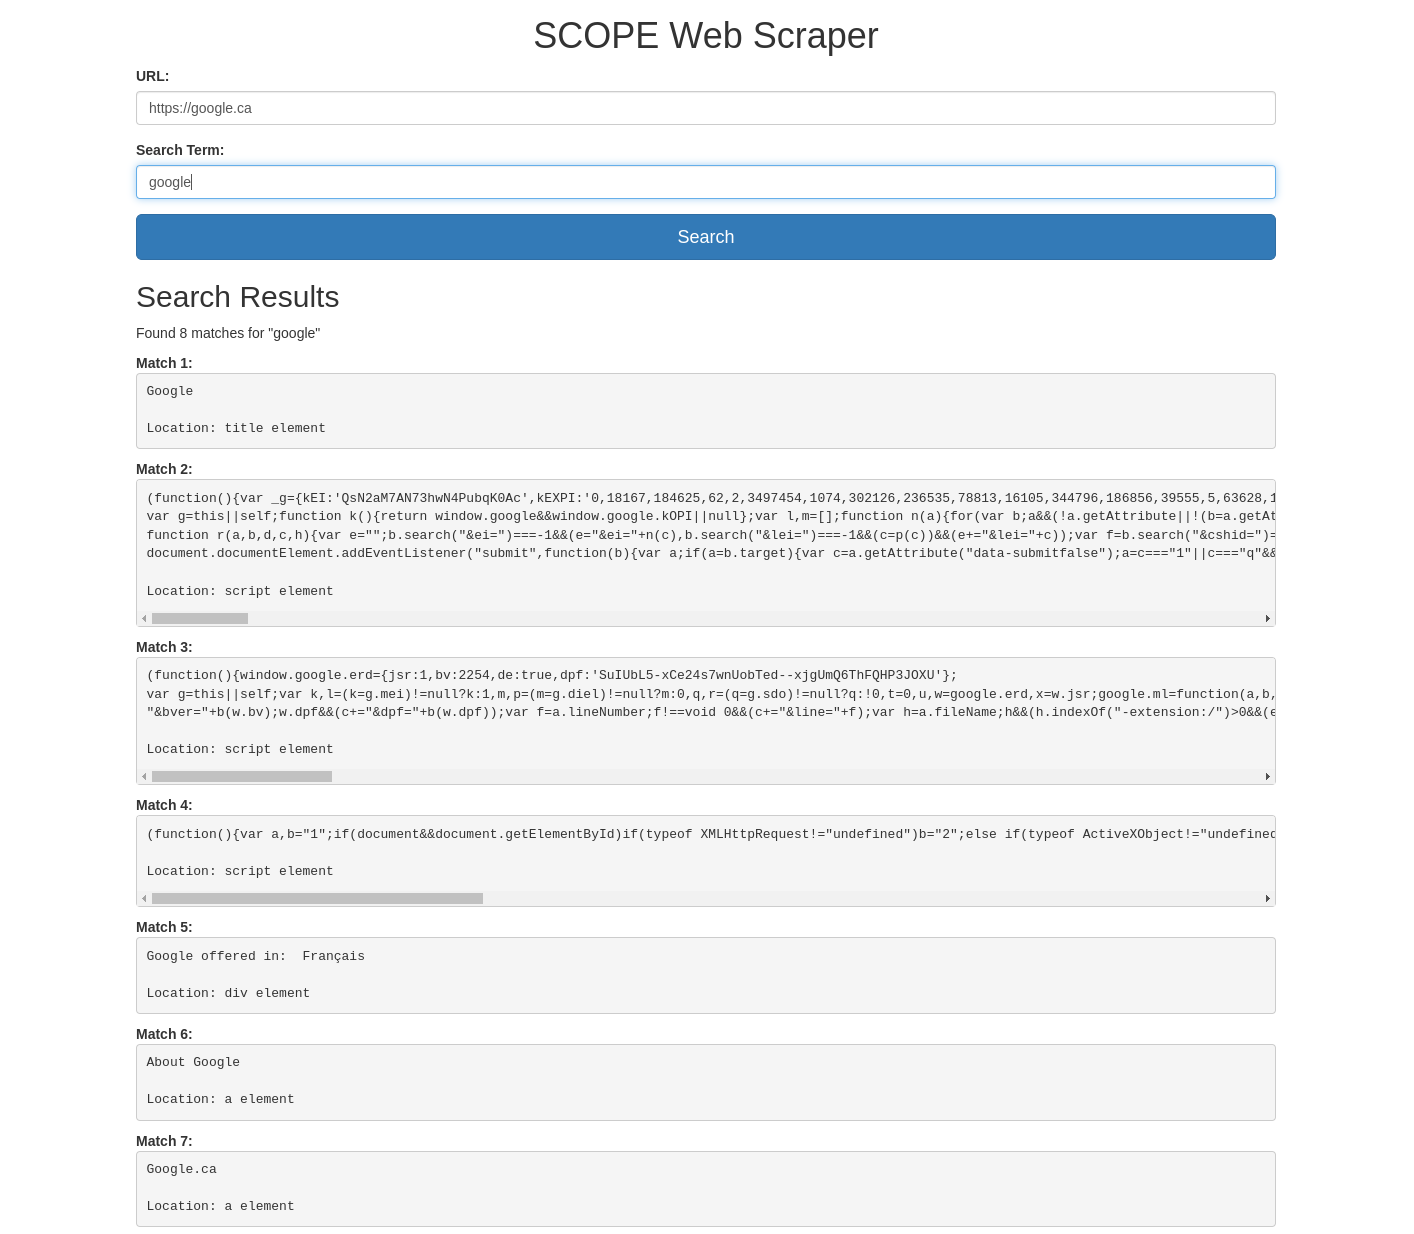 SCOPE Web Scraper
URL:
https://google.ca
Search Term:
google
Search
Search Results
Found 8 matches for "google"
Match 1:
Google
Location: title element
Match 2:
(function(){var _g={kEI:'QsN2aM7AN73hwN4PubqK0Ac',kEXPI:'0,18167,184625,62,2,3497454,1074,302126,236535,78813,16105,344796,186856,39555,5,63628,1
var g=this||self;function k(){return window.google&&window.google.kOPI||null};var l,m=[];function n(a){for(var b;a&&(!a.getAttribute||!(b=a.getAt
function r(a,b,d,c,h){var e="";b.search("&ei=")===-1&&(e="&ei="+n(c),b.search("&lei=")===-1&&(c=p(c))&&(e+="&lei="+c));var f=b.search("&cshid=")=
document.documentElement.addEventListener("submit",function(b){var a;if(a=b.target){var c=a.getAttribute("data-submitfalse");a=c==="1"||c==="q"&&
Location: script element
Match 3:
(function(){window.google.erd={jsr:1,bv:2254,de:true,dpf:'SuIUbL5-xCe24s7wnUobTed--xjgUmQ6ThFQHP3JOXU'};
var g=this||self;var k,l=(k=g.mei)!=null?k:1,m,p=(m=g.diel)!=null?m:0,q,r=(q=g.sdo)!=null?q:!0,t=0,u,w=google.erd,x=w.jsr;google.ml=function(a,b,
"&bver="+b(w.bv);w.dpf&&(c+="&dpf="+b(w.dpf));var f=a.lineNumber;f!==void 0&&(c+="&line="+f);var h=a.fileName;h&&(h.indexOf("-extension:/")>0&&(e
Location: script element
Match 4:
(function(){var a,b="1";if(document&&document.getElementById)if(typeof XMLHttpRequest!="undefined")b="2";else if(typeof ActiveXObject!="undefined
Location: script element
Match 5:
Google offered in:  Français
Location: div element
Match 6:
About Google
Location: a element
Match 7:
Google.ca
Location: a element